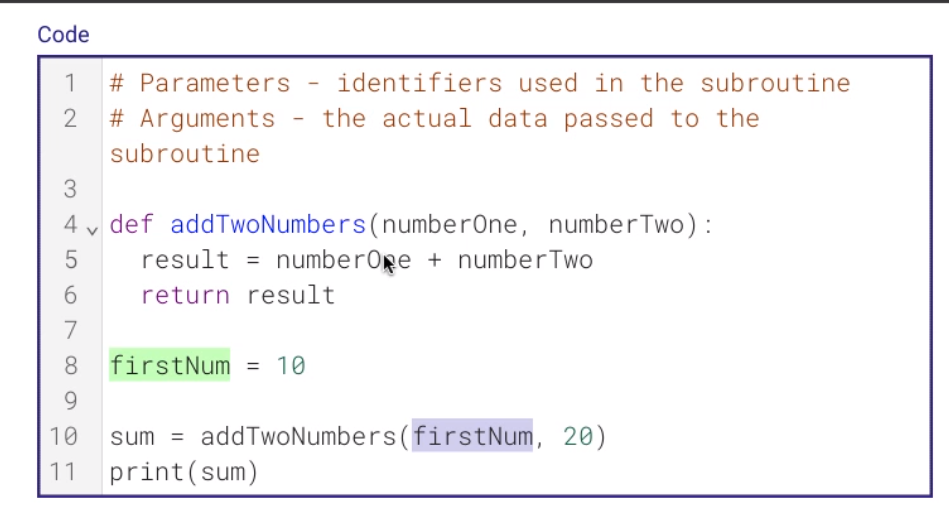 Code
1 # Parameters - identifiers used in the subroutine
2 # Arguments - the actual data passed to the
subroutine
3
4 def addTwoNumbers(numberOne, numberTwo):
5 result = numberOne + numberTwo
6 return result
7
8 firstNum = 10
9
10 sum = addTwoNumbers(firstNum, 20)
11 print(sum)